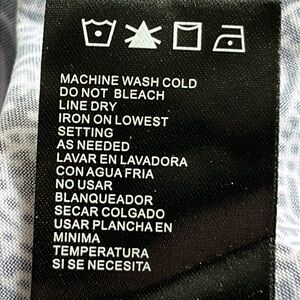 MACHINE WASH COLD
DO NOT BLEACH
LINE DRY
IRON ON LOWEST
SETTING
AS NEEDED
LAVAR EN LAVADORA
CON AGUA FRIA
NO USAR
BLANQUEADOR
SECAR COLGADO
USAR PLANCHA EN
MINIMA
TEMPERATURA
SI SE NECESITA